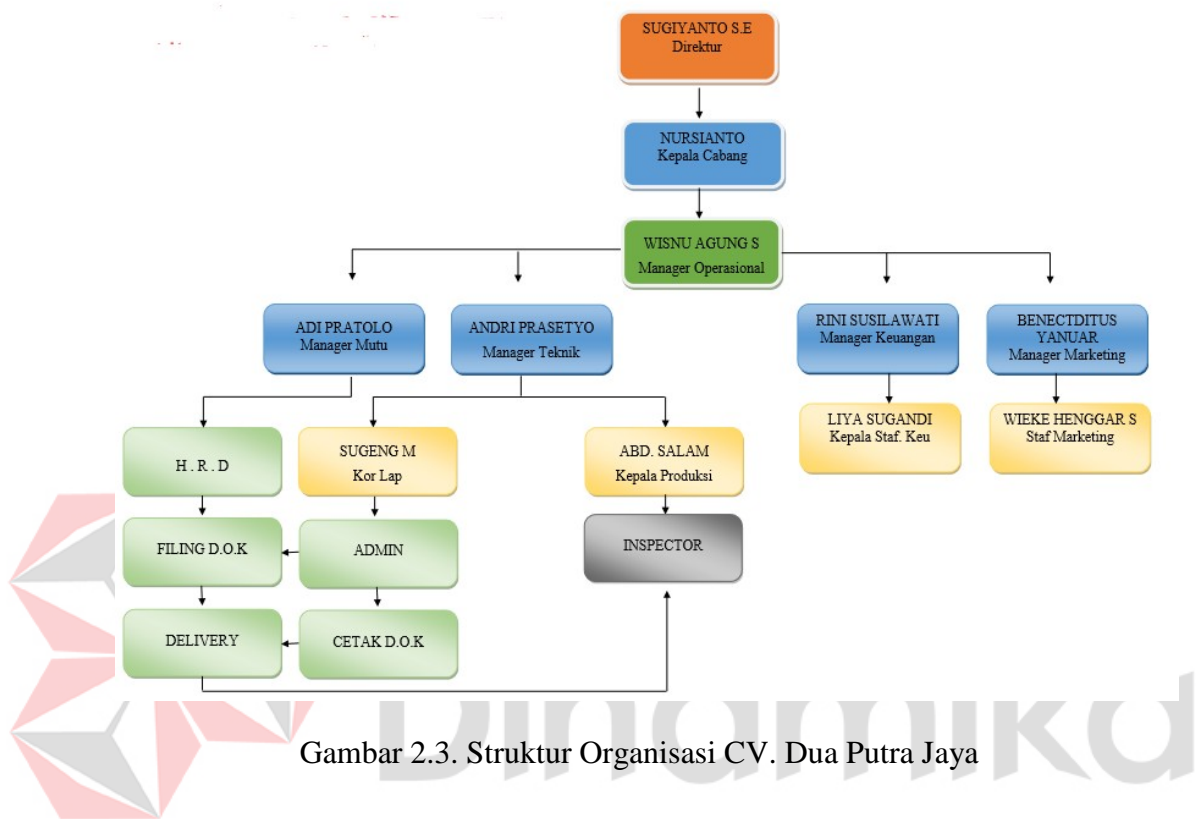 SUGIYANTO S.E
Direktur
NURSIANTO
Kepala Cabang
WISNU AGUNG S
Manager Operasional
ADI PRATOLO
Manager Mutu
ANDRI PRASETYO
Manager Teknik
RINI SUSILAWATI
Manager Keuangan
BENECTDITUS
YANUAR
Manager Marketing
H . R . D
SUGENG M
Kor Lap
ABD. SALAM
Kepala Produksi
LIYA SUGANDI
Kepala Staf. Keu
WIEKE HENGGAR S
Staf Marketing
FILING D.O.K
ADMIN
INSPECTOR
DELIVERY
CETAK D.O.K
Dinamika
Gambar 2.3. Struktur Organisasi CV. Dua Putra Jaya